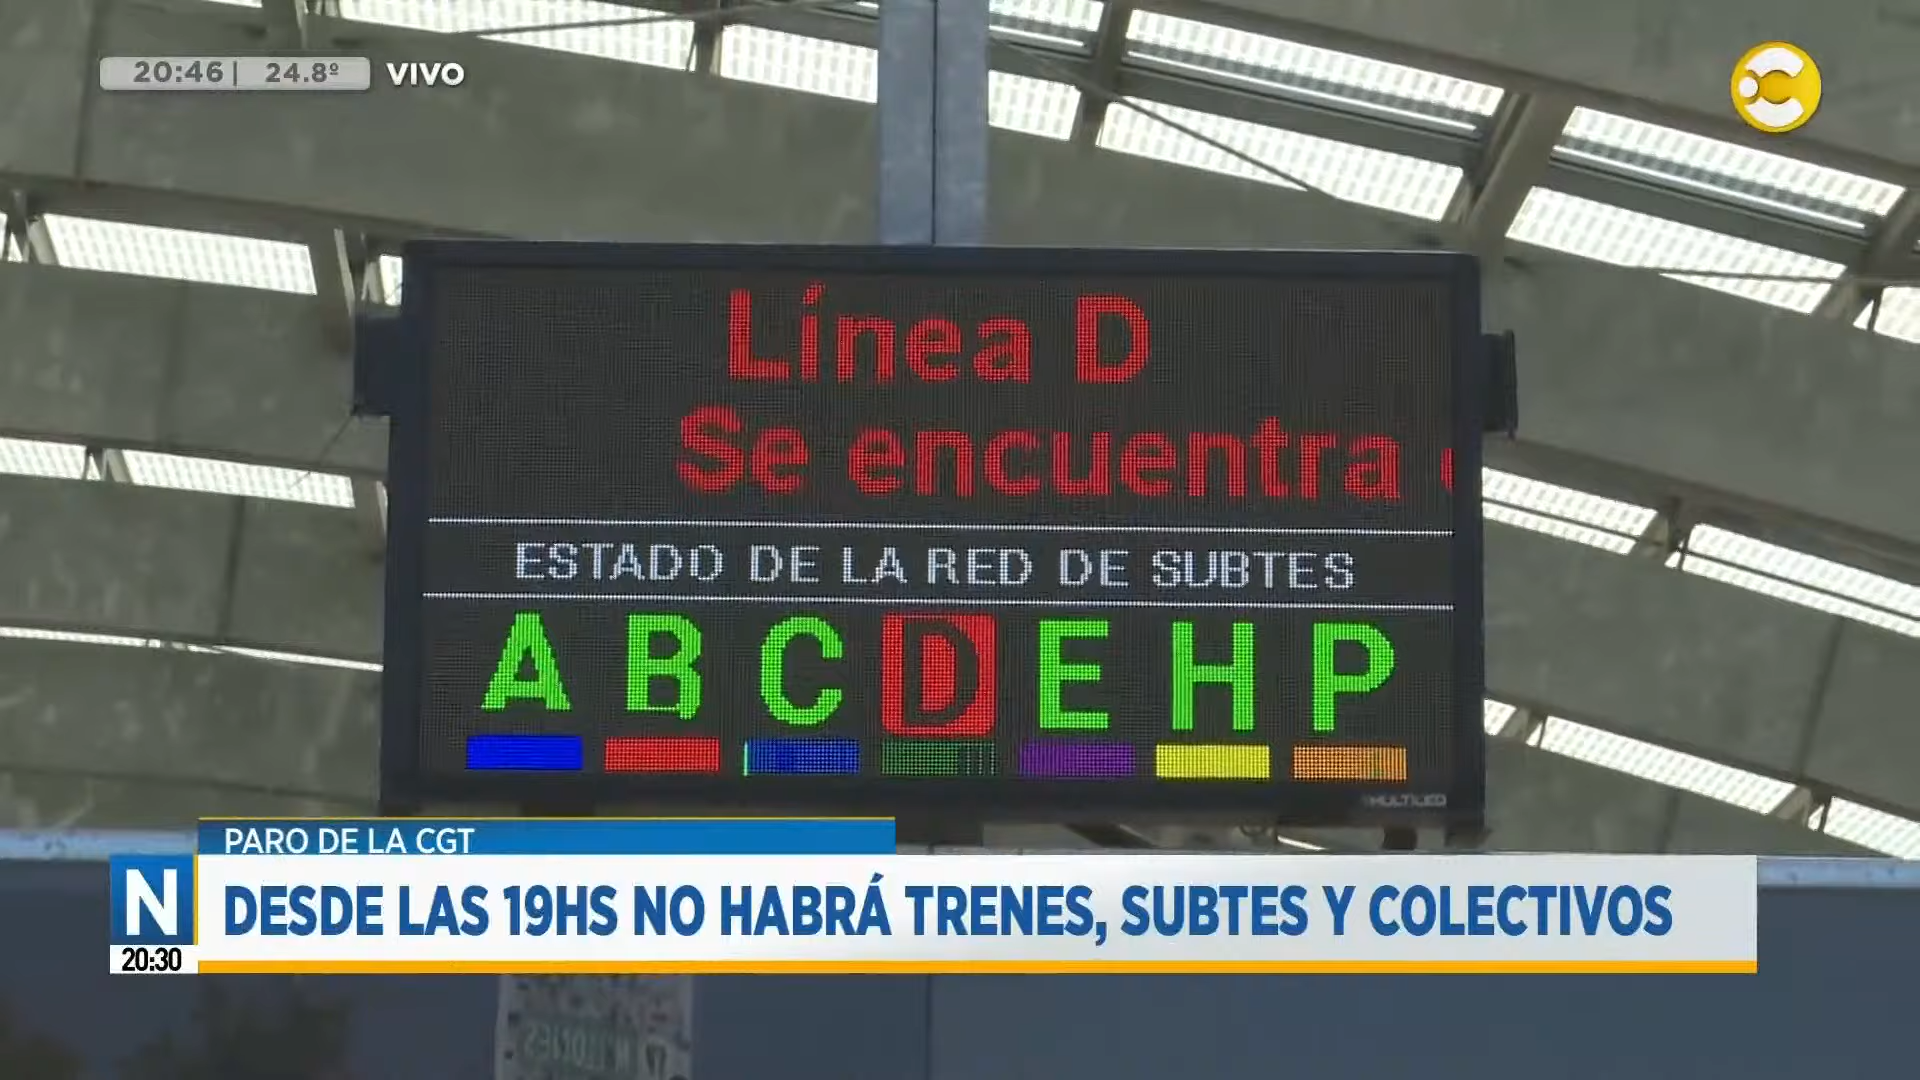 20:46 | 24.8º VIVO
Línea D
Se encuentra
ESTADO DE LA RED DE SUBTES
A B C D E H P
MULTILED
PARO DE LA CGT
N DESDE LAS 19HS NO HABRÁ TRENES, SUBTES Y COLECTIVOS
20:30